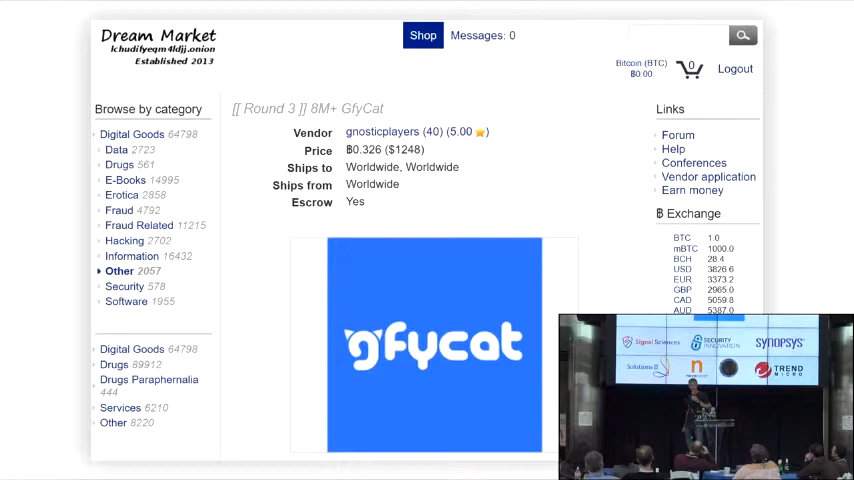 Dream Market
lchudifyeqm4ldjj.onion
Established 2013
Shop
Messages: 0
Bitcoin (BTC)
฿0.00
0
Logout
Browse by category
Digital Goods 64798
Data 2723
Drugs 561
E-Books 14995
Erotica 2858
Fraud 4792
Fraud Related 11215
Hacking 2702
Information 16432
Other 2057
Security 578
Software 1955
Digital Goods 64798
Drugs 89912
Drugs Paraphernalia
444
Services 6210
Other 8220
[[ Round 3 ]] 8M+ GfyCat
Vendor gnosticplayers (40) (5.00 )
Price ฿0.326 ($1248)
Ships to Worldwide, Worldwide
Ships from Worldwide
Escrow Yes
gfycat
Links
Forum
Help
Conferences
Vendor application
Earn money
฿ Exchange
BTC 1.0
mBTC 1000.0
BCH 28.4
USD 3826.6
EUR 3373.2
GBP 2965.0
CAD 5059.8
AUD 5387.0
Signal Sciences
SECURITY
INNOVATION
SYNOPSYS
Solutions II
n
TREND
MICRO